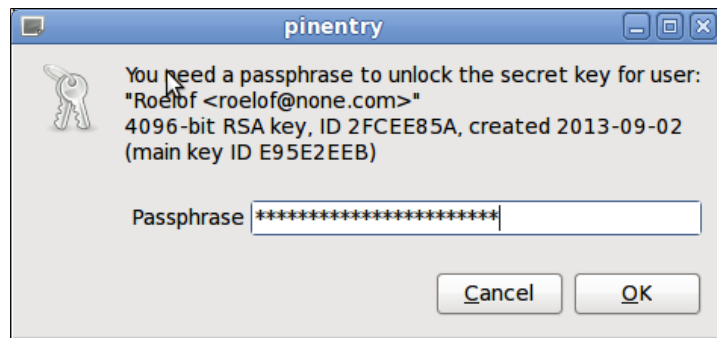 pinentry
You need a passphrase to unlock the secret key for user:
"Roelof <roelof@none.com>"
4096-bit RSA key, ID 2FCEE85A, created 2013-09-02
(main key ID E95E2EEB)
Passphrase ***********************
Cancel OK